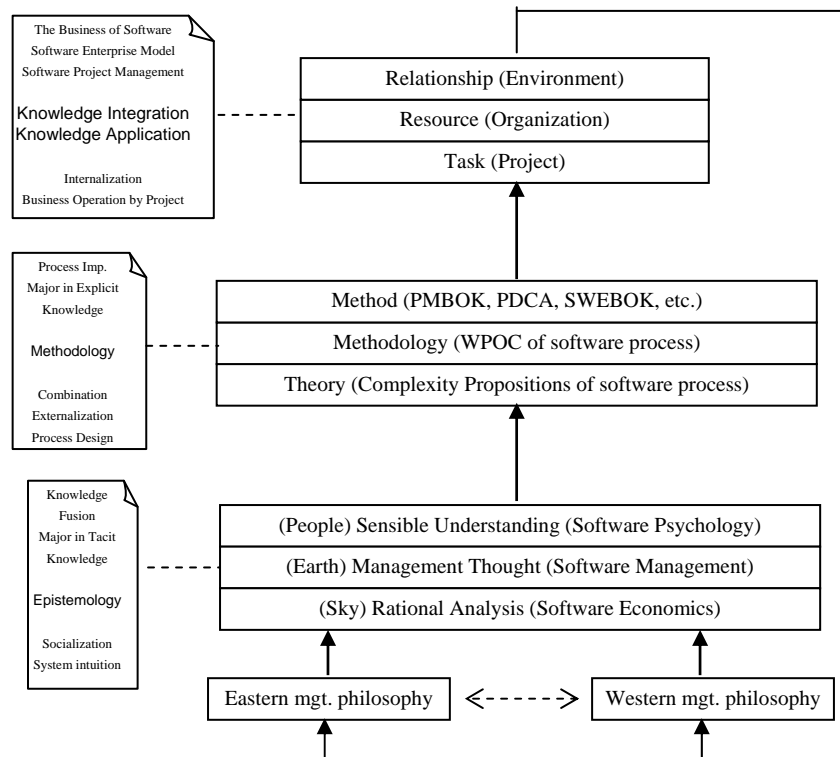 The Business of Software
Software Enterprise Model
Software Project Management
Knowledge Integration
Knowledge Application
Internalization
Business Operation by Project
Relationship (Environment)
Resource (Organization)
Task (Project)
Process Imp.
Major in Explicit
Knowledge
Methodology
Combination
Externalization
Process Design
Method (PMBOK, PDCA, SWEBOK, etc.)
Methodology (WPOC of software process)
Theory (Complexity Propositions of software process)
Knowledge
Fusion
Major in Tacit
Knowledge
Epistemology
Socialization
System intuition
(People) Sensible Understanding (Software Psychology)
(Earth) Management Thought (Software Management)
(Sky) Rational Analysis (Software Economics)
Eastern mgt. philosophy
Western mgt. philosophy